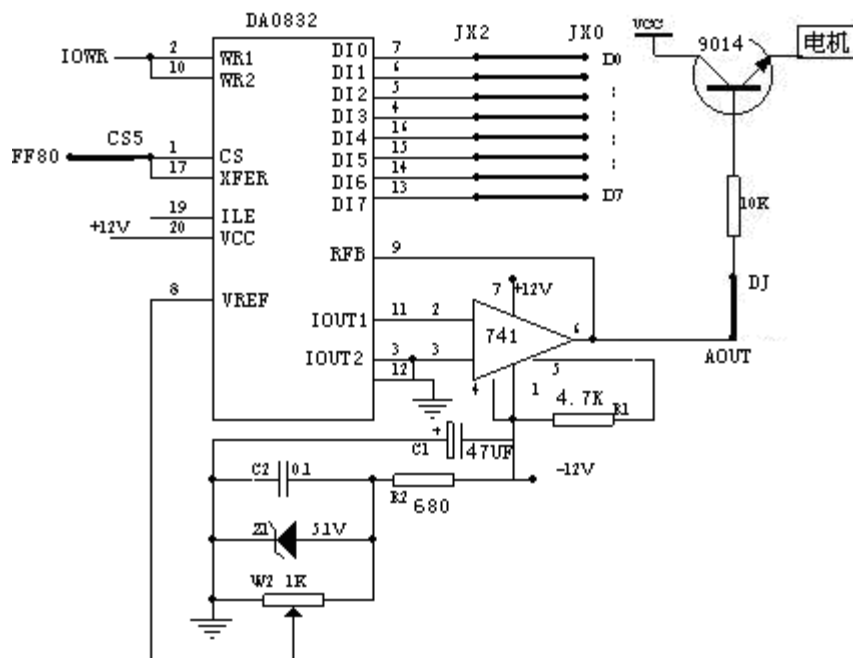 DA0832
JX2
JX0
VCC
9014
电机
IOWR
2
10
WR1
WR2
DI0
DI1
DI2
DI3
DI4
DI5
DI6
DI7
7
6
5
4
16
15
14
13
D0
:
:
:
:
D7
FF80
CS5
1
17
CS
XFER
19
20
ILE
VCC
+12V
8
VREF
RFB
9
10K
DJ
IOUT1
11
2
7
+12V
741
6
IOUT2
3
3
12
4
1
5
AOUT
4.7K
R1
+
C1
47UF
-12V
C2
0.1
R2
680
Z1
51V
W2 1K